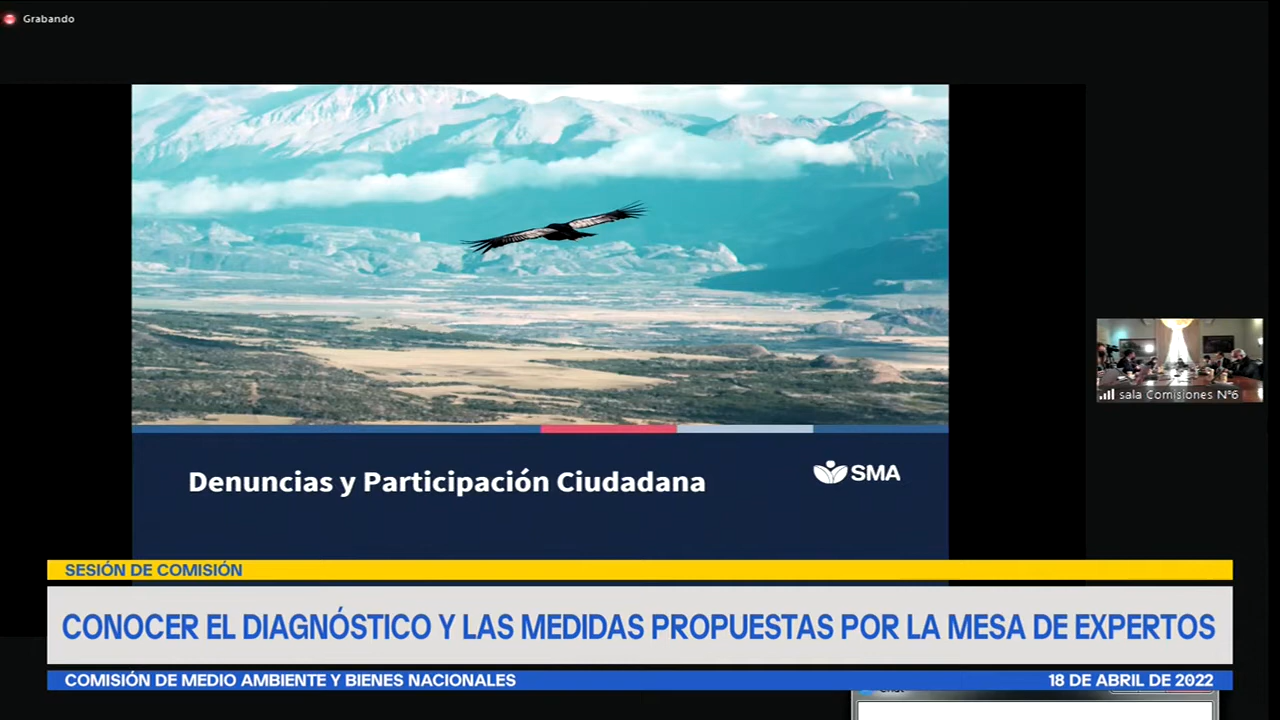 Grabando
sala Comisiones N°6
Denuncias y Participación Ciudadana
SMA
SESIÓN DE COMISIÓN
CONOCER EL DIAGNÓSTICO Y LAS MEDIDAS PROPUESTAS POR LA MESA DE EXPERTOS
COMISIÓN DE MEDIO AMBIENTE Y BIENES NACIONALES
18 DE ABRIL DE 2022